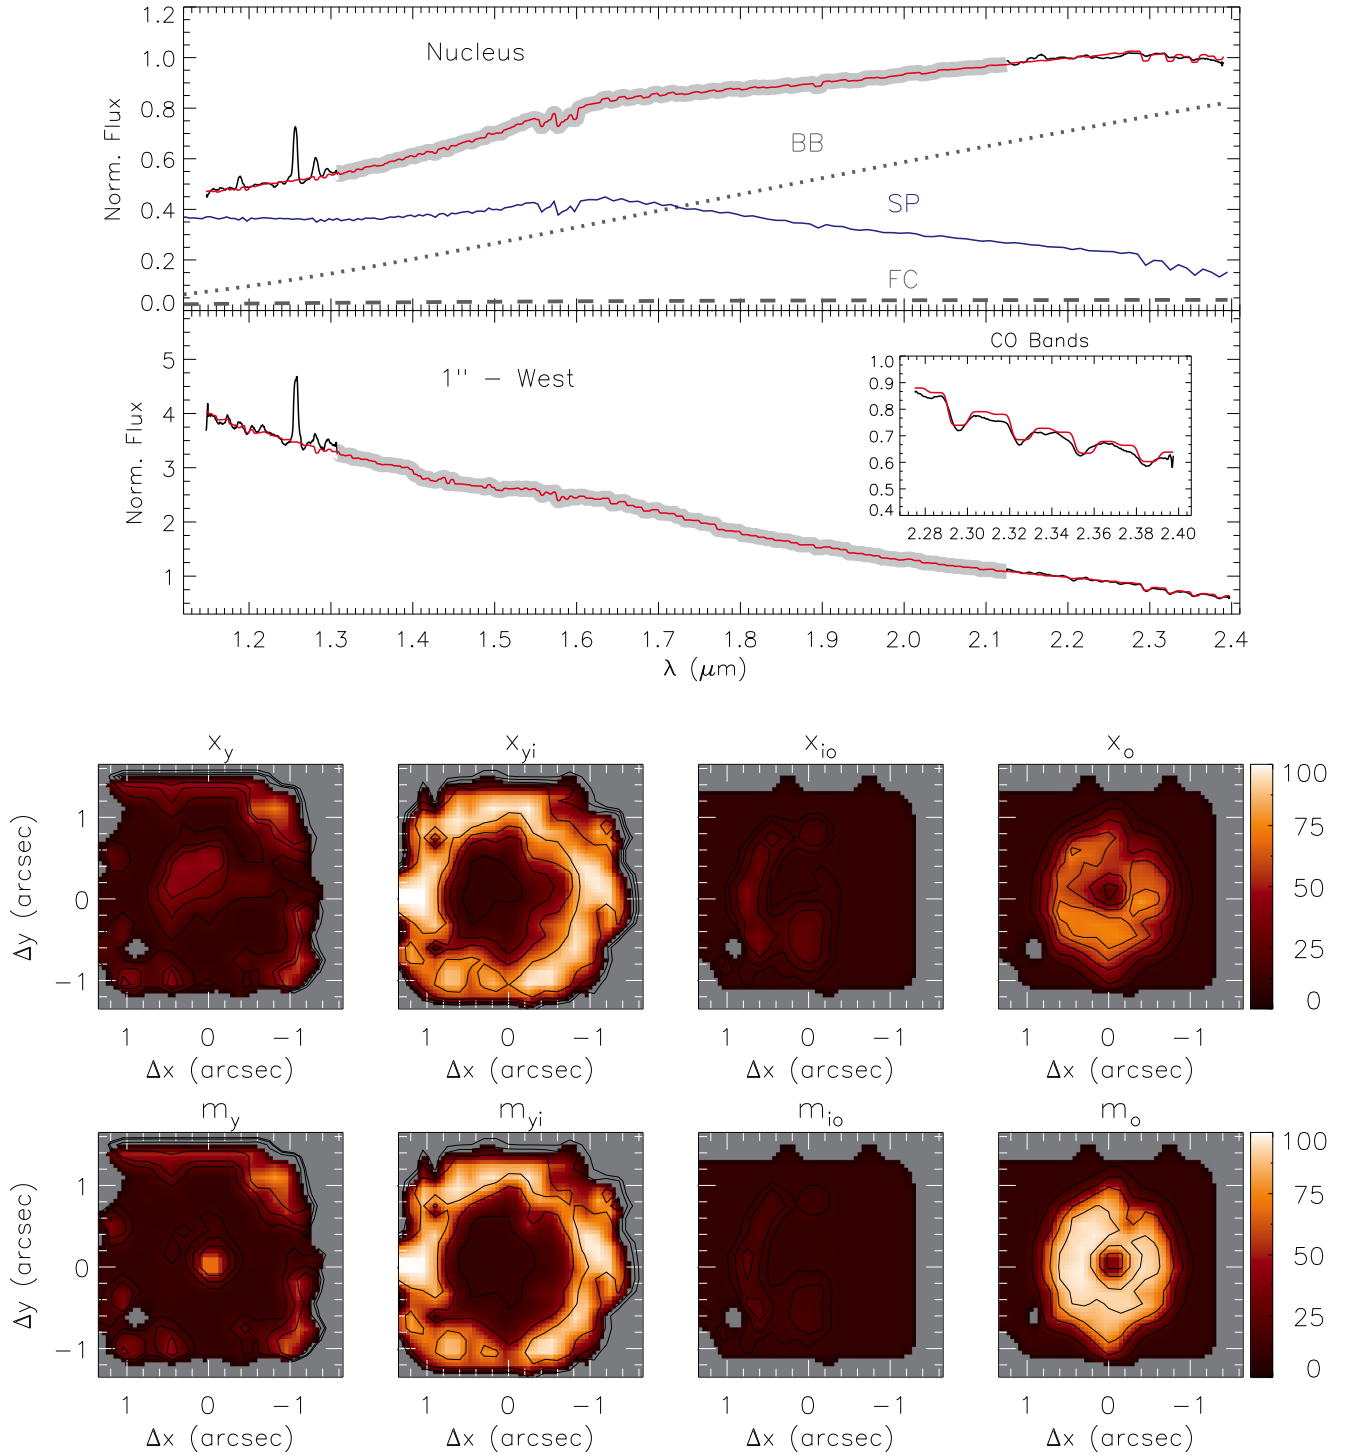 1.2
1.0
0.8
0.6
0.4
0.2
0.0
Norm. Flux
Nucleus
BB
SP
FC
5
4
3
2
1
Norm. Flux
1" − West
CO Bands
1.0
0.9
0.8
0.7
0.6
0.5
0.4
2.28 2.30 2.32 2.34 2.36 2.38 2.40
1.2 1.3 1.4 1.5 1.6 1.7 1.8 1.9 2.0 2.1 2.2 2.3 2.4
λ (μm)
x_y x_yi x_io x_o
Δy (arcsec)
1
0
−1
100
75
50
25
0
1 0 −1 1 0 −1 1 0 −1 1 0 −1
Δx (arcsec) Δx (arcsec) Δx (arcsec) Δx (arcsec)
m_y m_yi m_io m_o
Δy (arcsec)
1
0
−1
100
75
50
25
0
1 0 −1 1 0 −1 1 0 −1 1 0 −1
Δx (arcsec) Δx (arcsec) Δx (arcsec) Δx (arcsec)